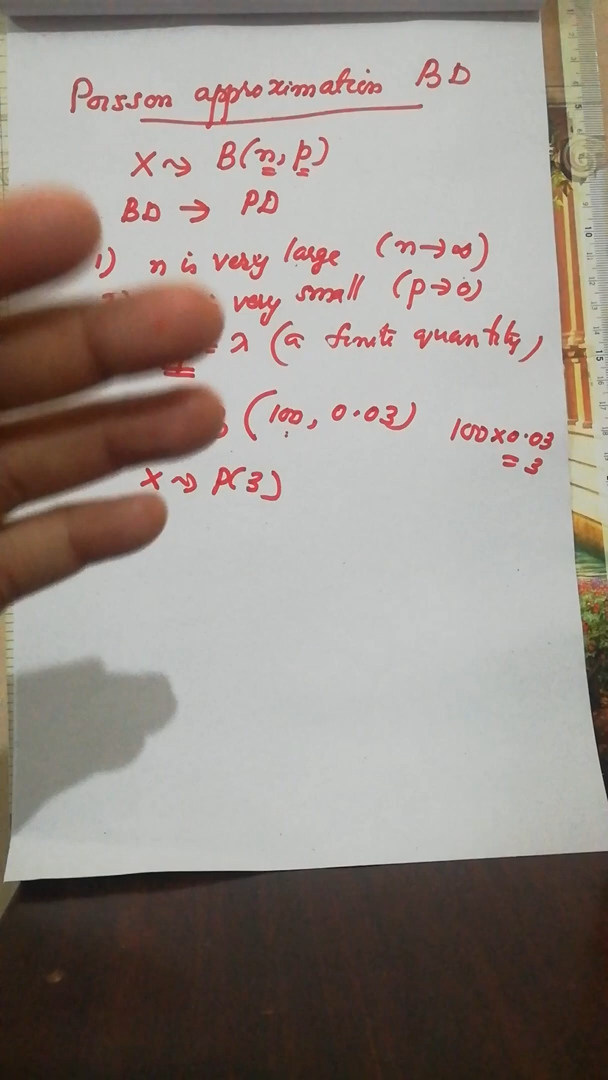 Poisson approximation BD
X ~> B(n, p)
BD → PD
1) n is very large (n→∞)
very small (p→0)
= λ (a finite quantity)
(100, 0.03) 100×0.03
= 3
X ~> P(3)